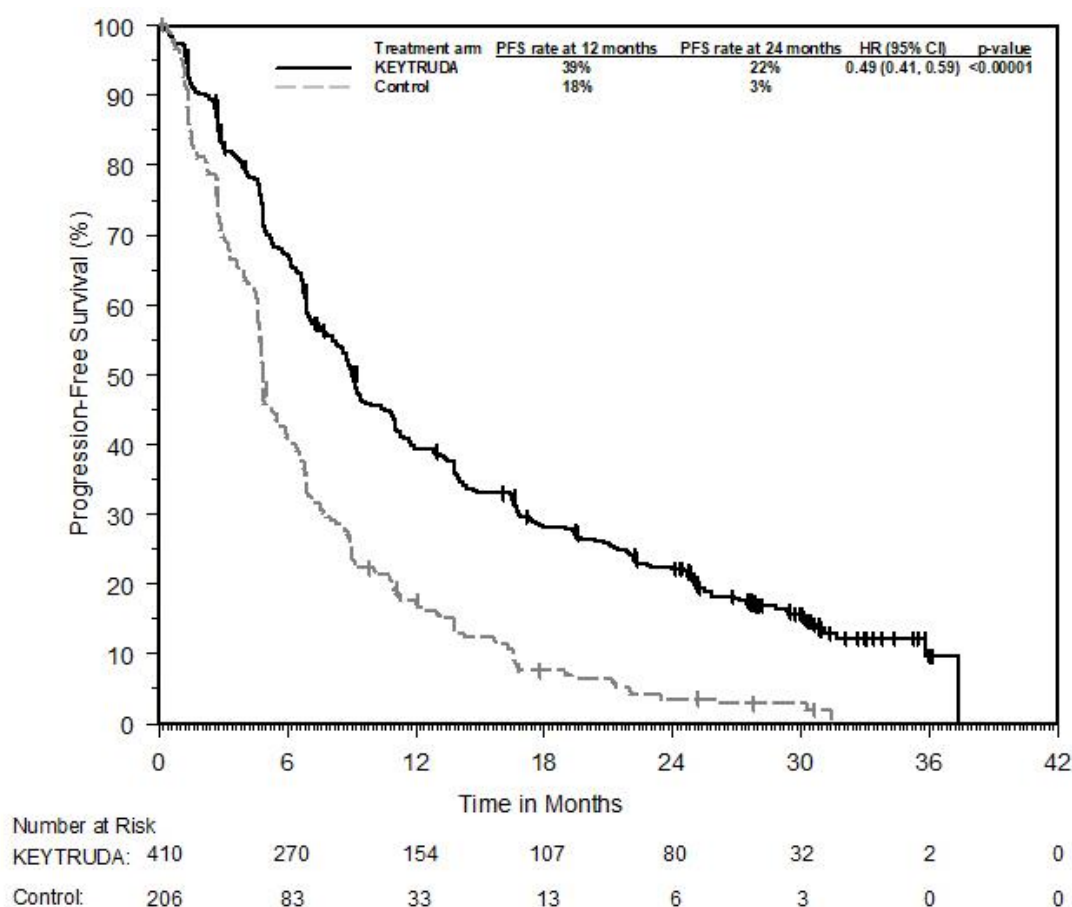 Treatment arm PFS rate at 12 months PFS rate at 24 months HR (95% CI) p-value
KEYTRUDA 39% 22% 0.49 (0.41, 0.59) <0.00001
Control 18% 3%
Progression-Free Survival (%)
100
90
80
70
60
50
40
30
20
10
0
0 6 12 18 24 30 36 42
Time in Months
Number at Risk
KEYTRUDA: 410 270 154 107 80 32 2 0
Control: 206 83 33 13 6 3 0 0